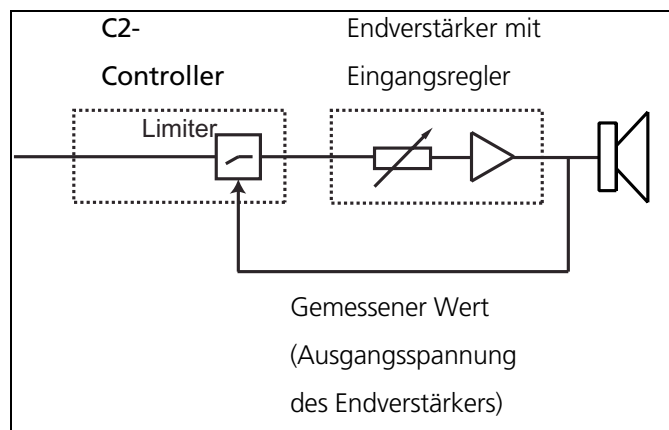 C2-
Controller
Endverstärker mit
Eingangsregler
Limiter
Gemessener Wert
(Ausgangsspannung
des Endverstärkers)